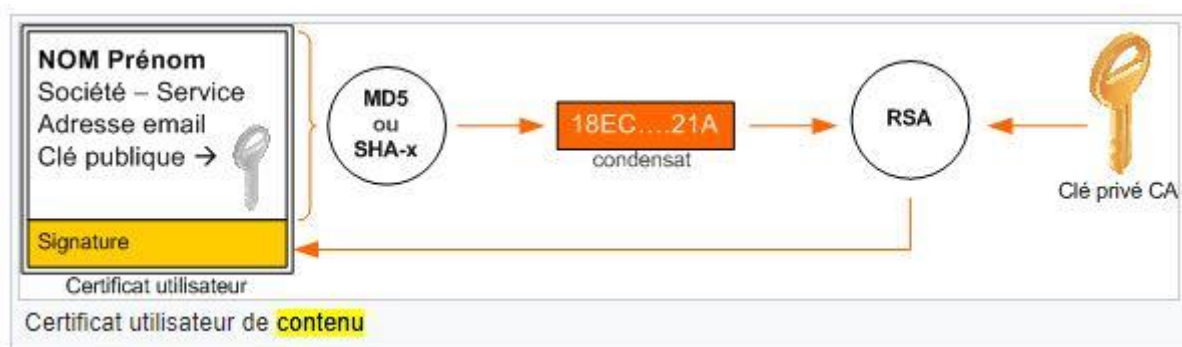 NOM Prénom
Société – Service
Adresse email
Clé publique →
Signature
Certificat utilisateur
MD5
ou
SHA-x
18EC....21A
condensat
RSA
Clé privé CA
Certificat utilisateur de contenu